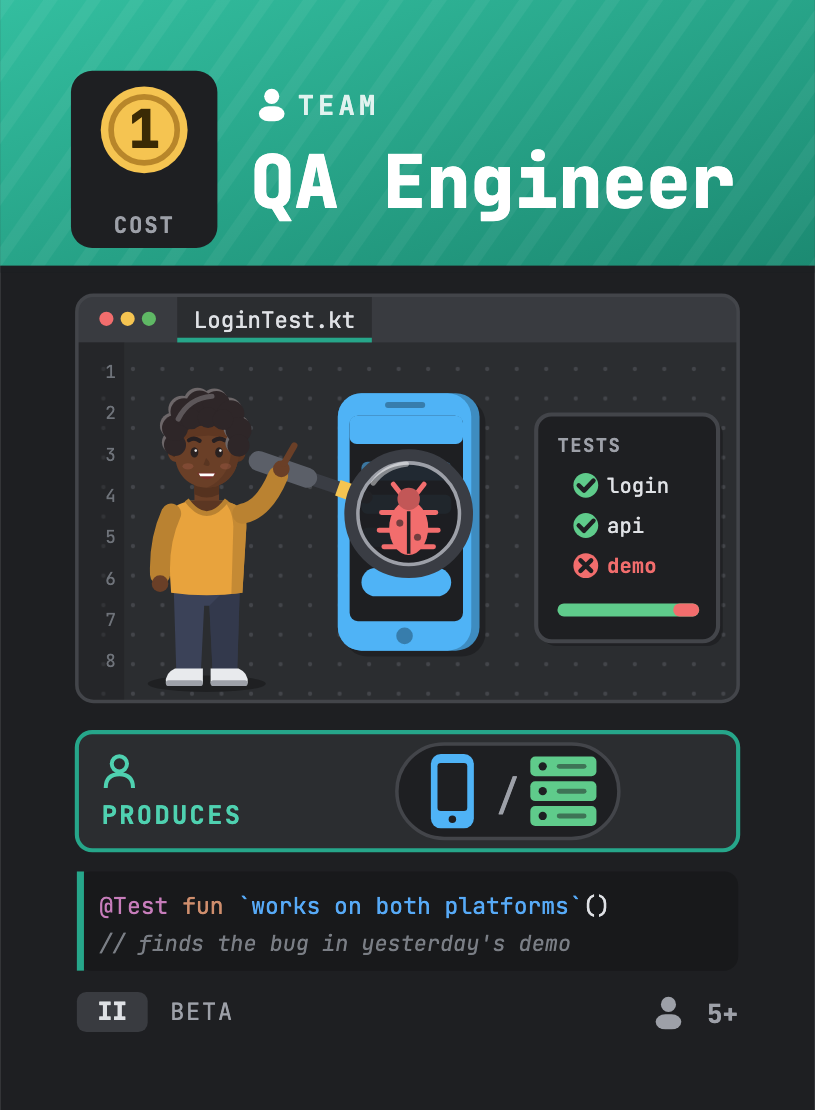 1
COST
TEAM
QA Engineer
LoginTest.kt
1
2
3
4
5
6
7
8
TESTS
login
api
demo
PRODUCES
/
@Test fun `works on both platforms`()
// finds the bug in yesterday's demo
II BETA
5+